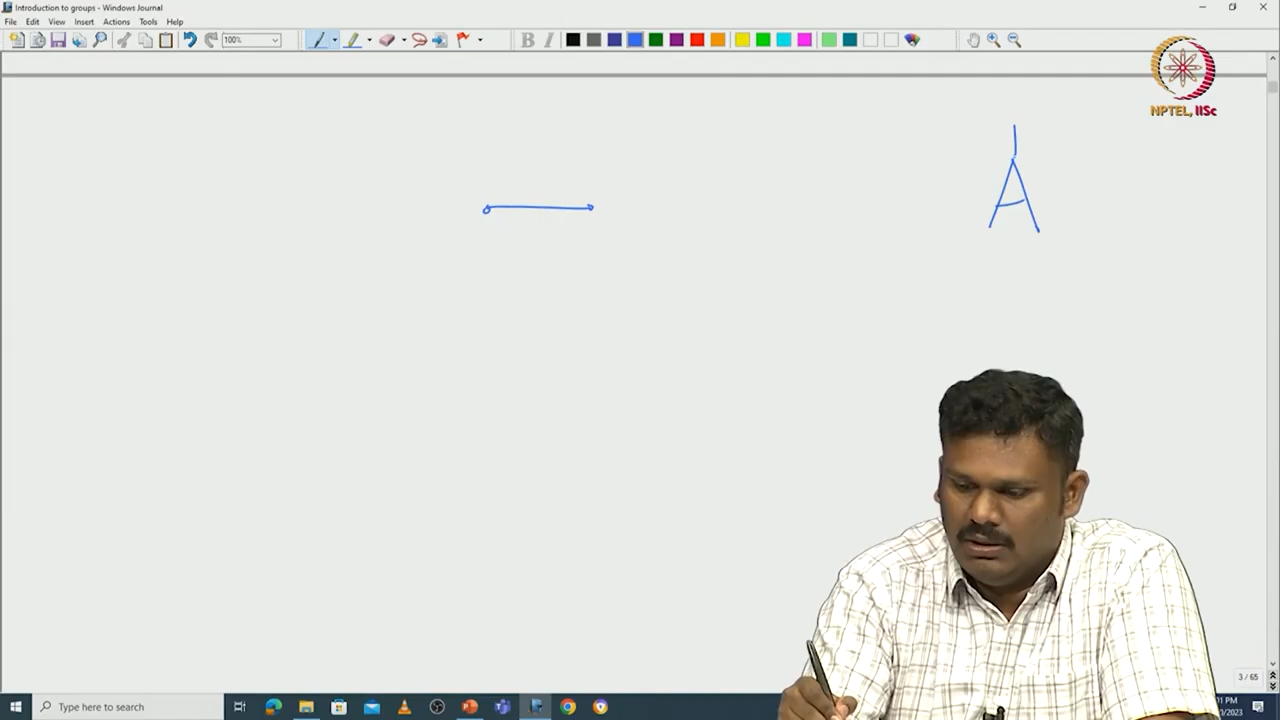 Introduction to groups - Windows Journal
File Edit View Insert Actions Tools Help
100%
B I
NPTEL, IISc
A
3 / 65
Type here to search